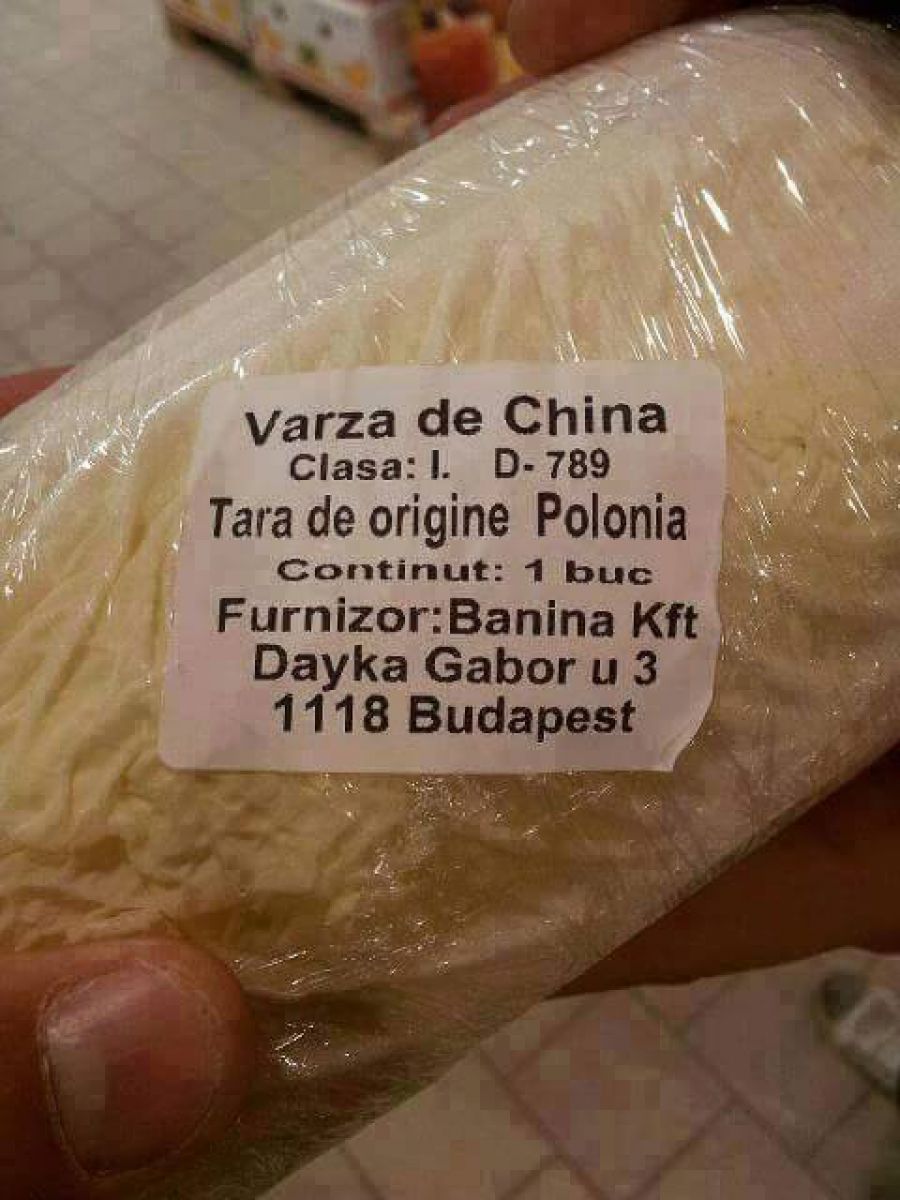 Varza de China
Clasa: I. D- 789
Tara de origine Polonia
Continut: 1 buc
Furnizor:Banina Kft
Dayka Gabor u 3
1118 Budapest